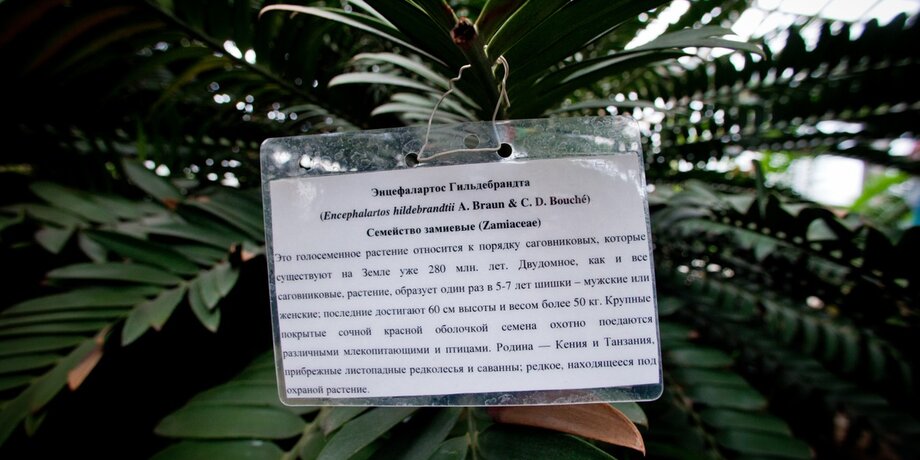 Энцефалартос Гильдебрандта
(Encephalartos hildebrandtii A. Braun & C. D. Bouché)
Семейство замиевые (Zamiaceae)
Это голосеменное растение относится к порядку саговниковых, которые
существуют на Земле уже 280 млн. лет. Двудомное, как и все
саговниковые, растение, образует один раз в 5-7 лет шишки – мужские или
женские; последние достигают 60 см высоты и весом более 50 кг. Крупные
покрытые сочной красной оболочкой семена охотно поедаются
различными млекопитающими и птицами. Родина — Кения и Танзания,
прибрежные листопадные редколесья и саванны; редкое, находящееся под
охраной растение.